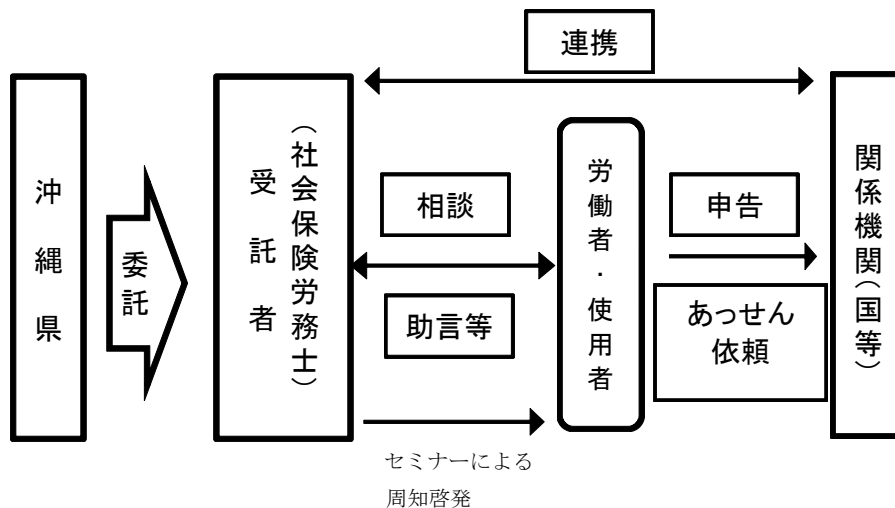 連携
沖縄県
委託
受託者
(社会保険労務士)
相談
助言等
労働者・使用者
申告
あっせん
依頼
関係機関(国等)
セミナーによる
周知啓発